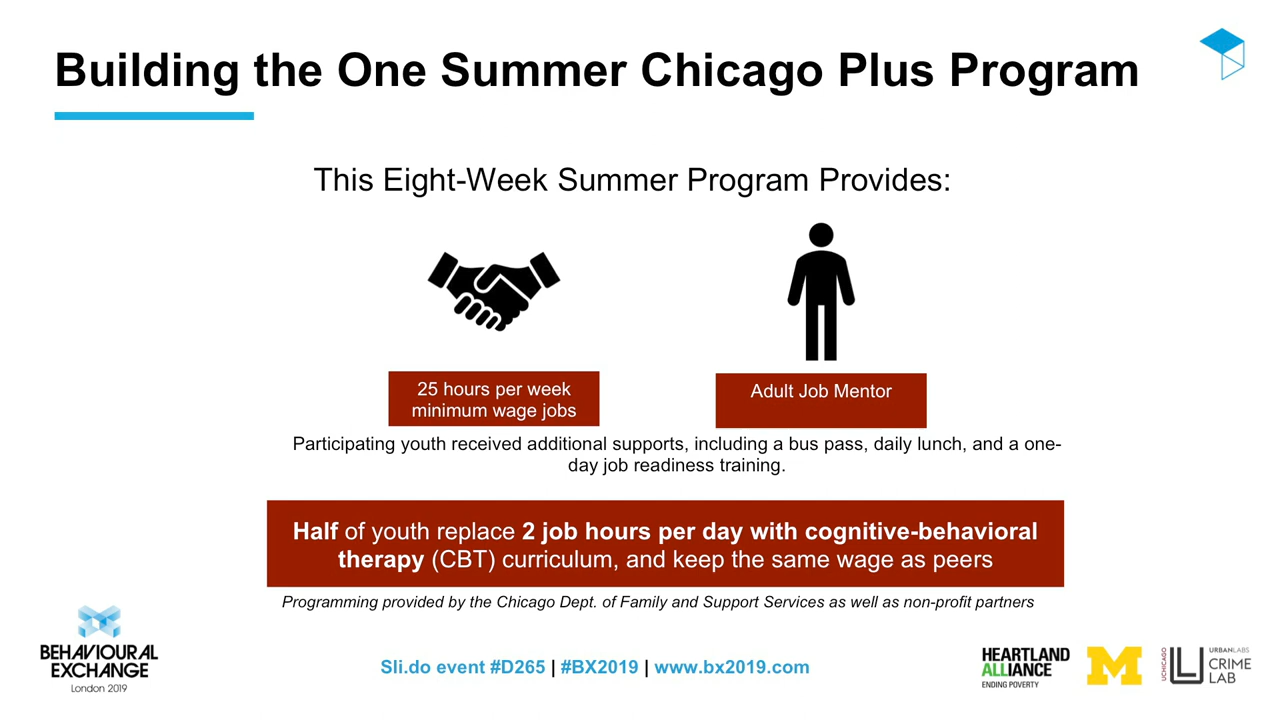 Building the One Summer Chicago Plus Program
This Eight-Week Summer Program Provides:
25 hours per week
minimum wage jobs
Adult Job Mentor
Participating youth received additional supports, including a bus pass, daily lunch, and a one-
day job readiness training.
Half of youth replace 2 job hours per day with cognitive-behavioral
therapy (CBT) curriculum, and keep the same wage as peers
Programming provided by the Chicago Dept. of Family and Support Services as well as non-profit partners
BEHAVIOURAL
EXCHANGE
London 2019
Sli.do event #D265 | #BX2019 | www.bx2019.com
HEARTLAND
ALLIANCE
ENDING POVERTY
M
UCHICAGO
URBANLABS
CRIME
LAB